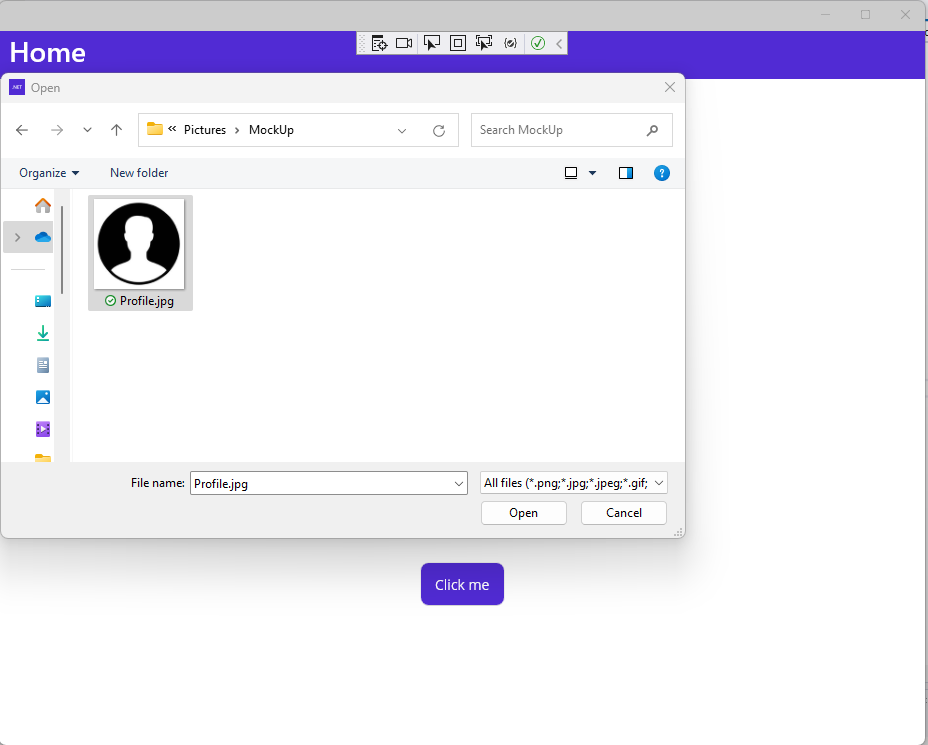 Home
.NET Open
« Pictures > MockUp
Search MockUp
Organize
New folder
?
Profile.jpg
File name: Profile.jpg
All files (*.png;*.jpg;*.jpeg;*.gif;
Open
Cancel
Click me